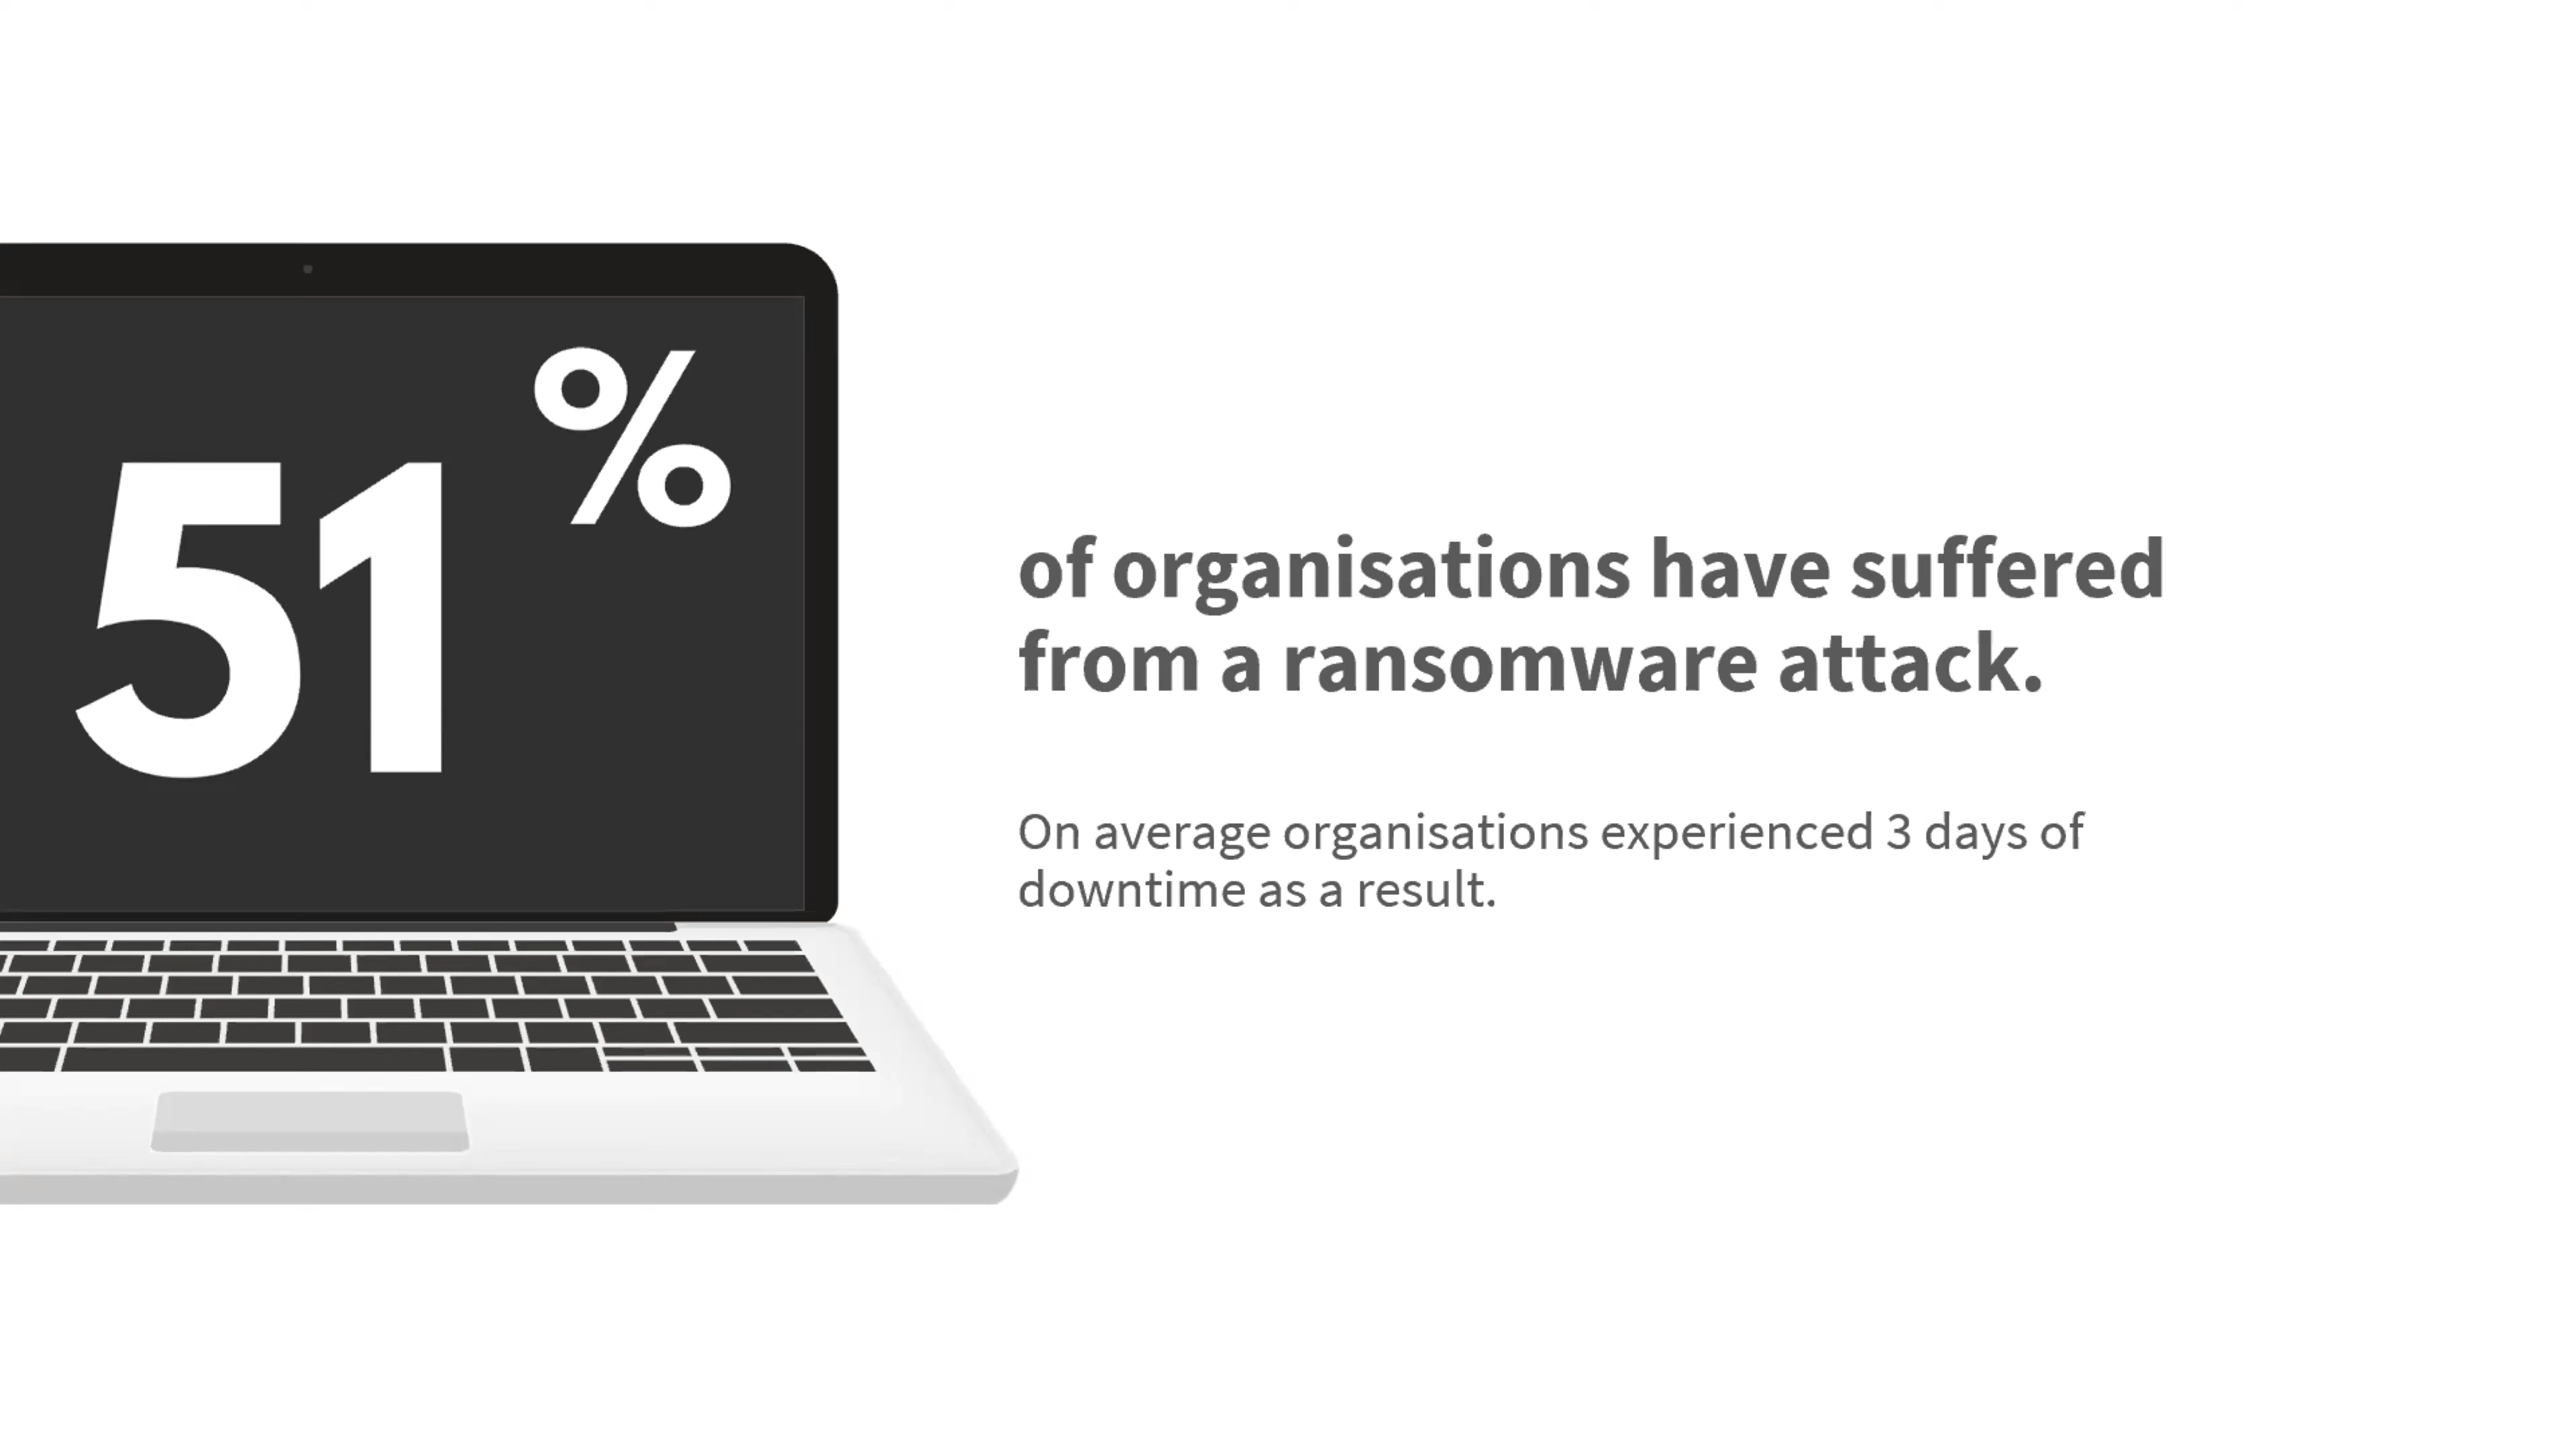 51%
of organisations have suffered
from a ransomware attack.
On average organisations experienced 3 days of
downtime as a result.